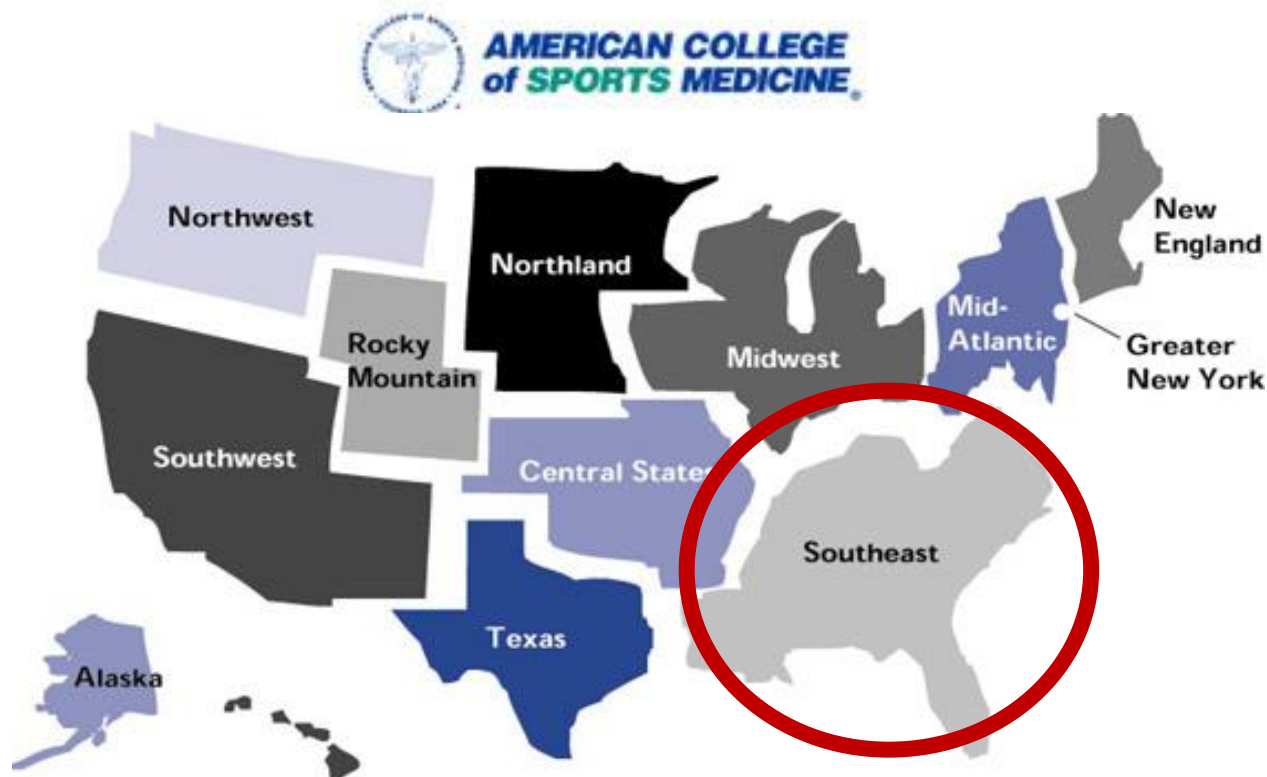 AMERICAN COLLEGE
of SPORTS MEDICINE®
Northwest
Northland
New
England
Rocky
Mountain
Midwest
Mid-
Atlantic
Greater
New York
Southwest
Central States
Southeast
Texas
Alaska